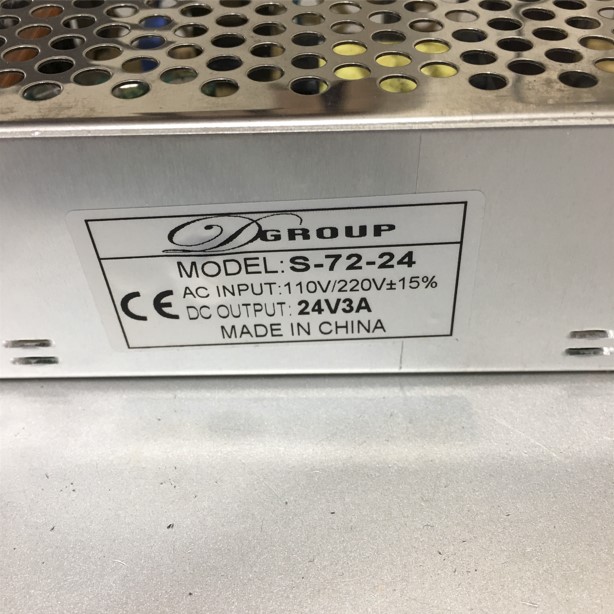 DGROUP
MODEL:S-72-24
AC INPUT:110V/220V±15%
CE DC OUTPUT: 24V3A
MADE IN CHINA